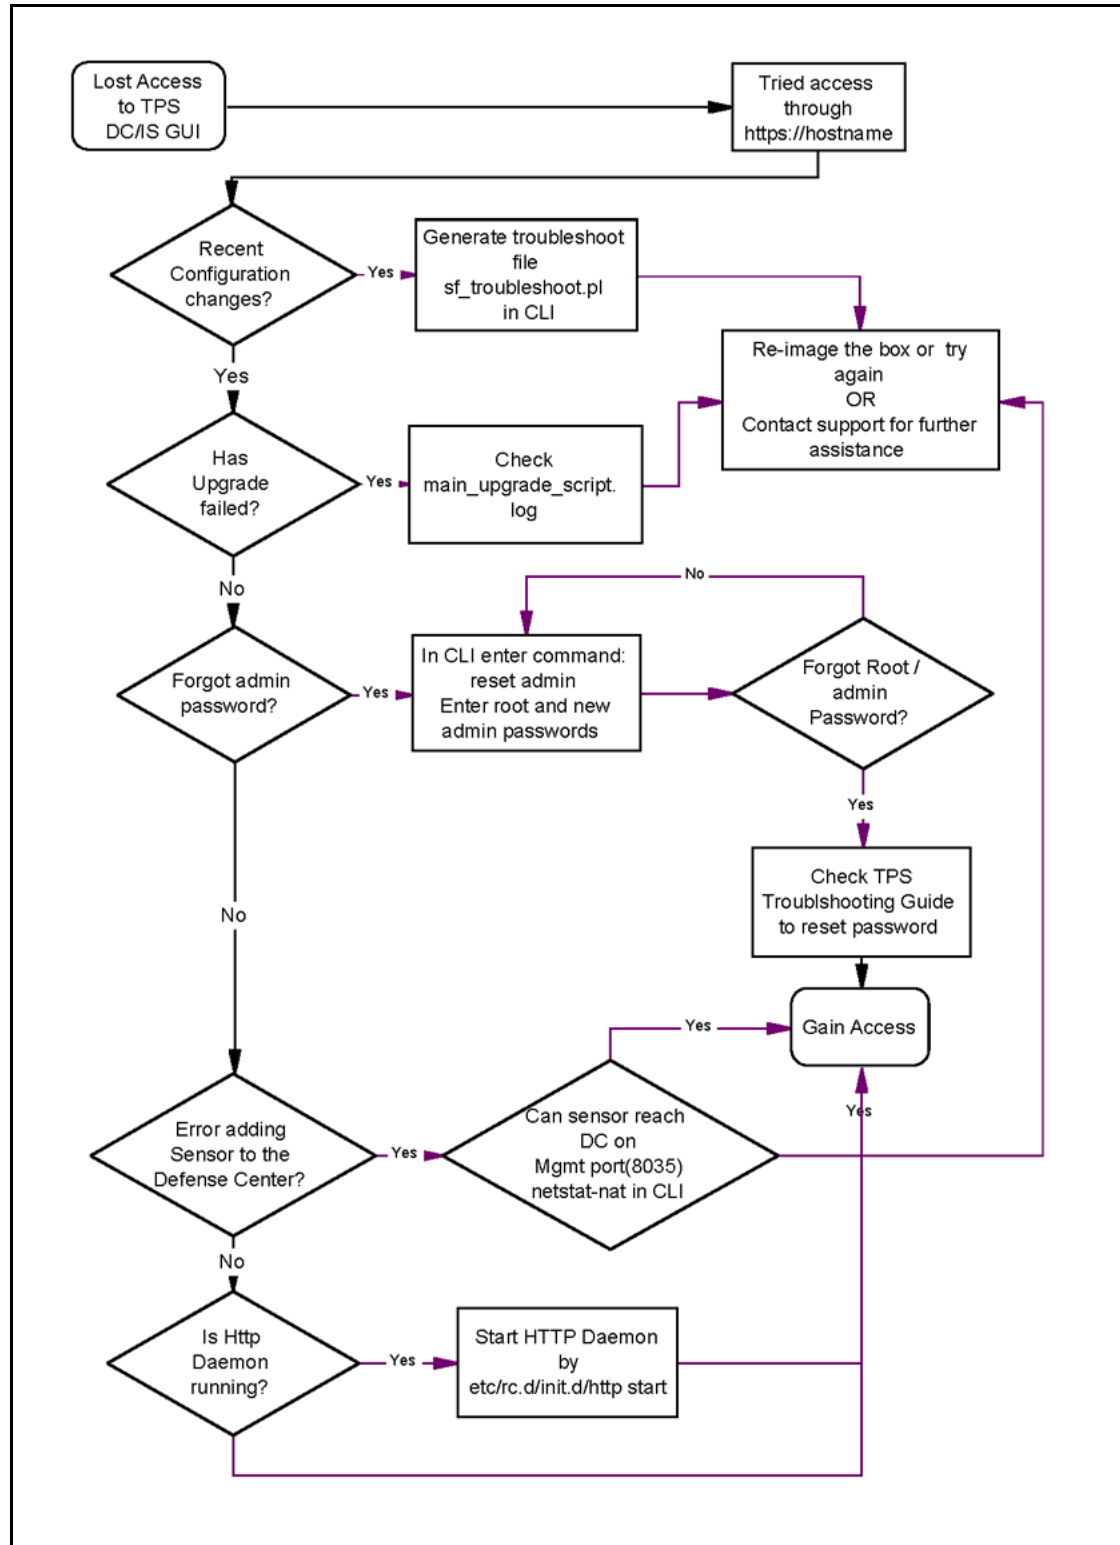 Lost Access
to TPS
DC/IS GUI
Tried access
through
https://hostname
Recent
Configuration
changes?
Yes
Generate troubleshoot
file
sf_troubleshoot.pl
in CLI
Re-image the box or try
again
OR
Contact support for further
assistance
Yes
Has
Upgrade
failed?
Yes
Check
main_upgrade_script.
log
No
No
Forgot admin
password?
Yes
In CLI enter command:
reset admin
Enter root and new
admin passwords
Forgot Root /
admin
Password?
Yes
Check TPS
Troublshooting Guide
to reset password
No
Gain Access
Yes
Yes
Error adding
Sensor to the
Defense Center?
Yes
Can sensor reach
DC on
Mgmt port(8035)
netstat-nat in CLI
No
Is Http
Daemon
running?
Yes
Start HTTP Daemon
by
etc/rc.d/init.d/http start